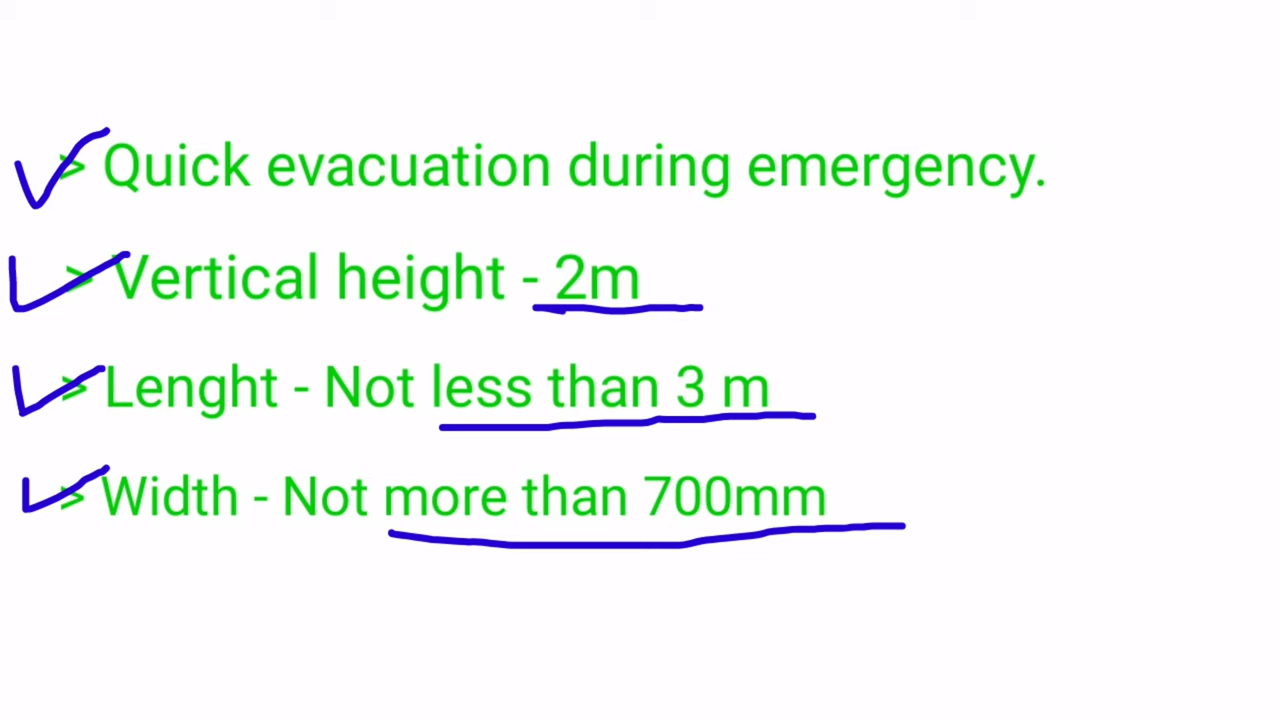 > Quick evacuation during emergency.
> Vertical height - 2m
> Lenght - Not less than 3 m
> Width - Not more than 700mm